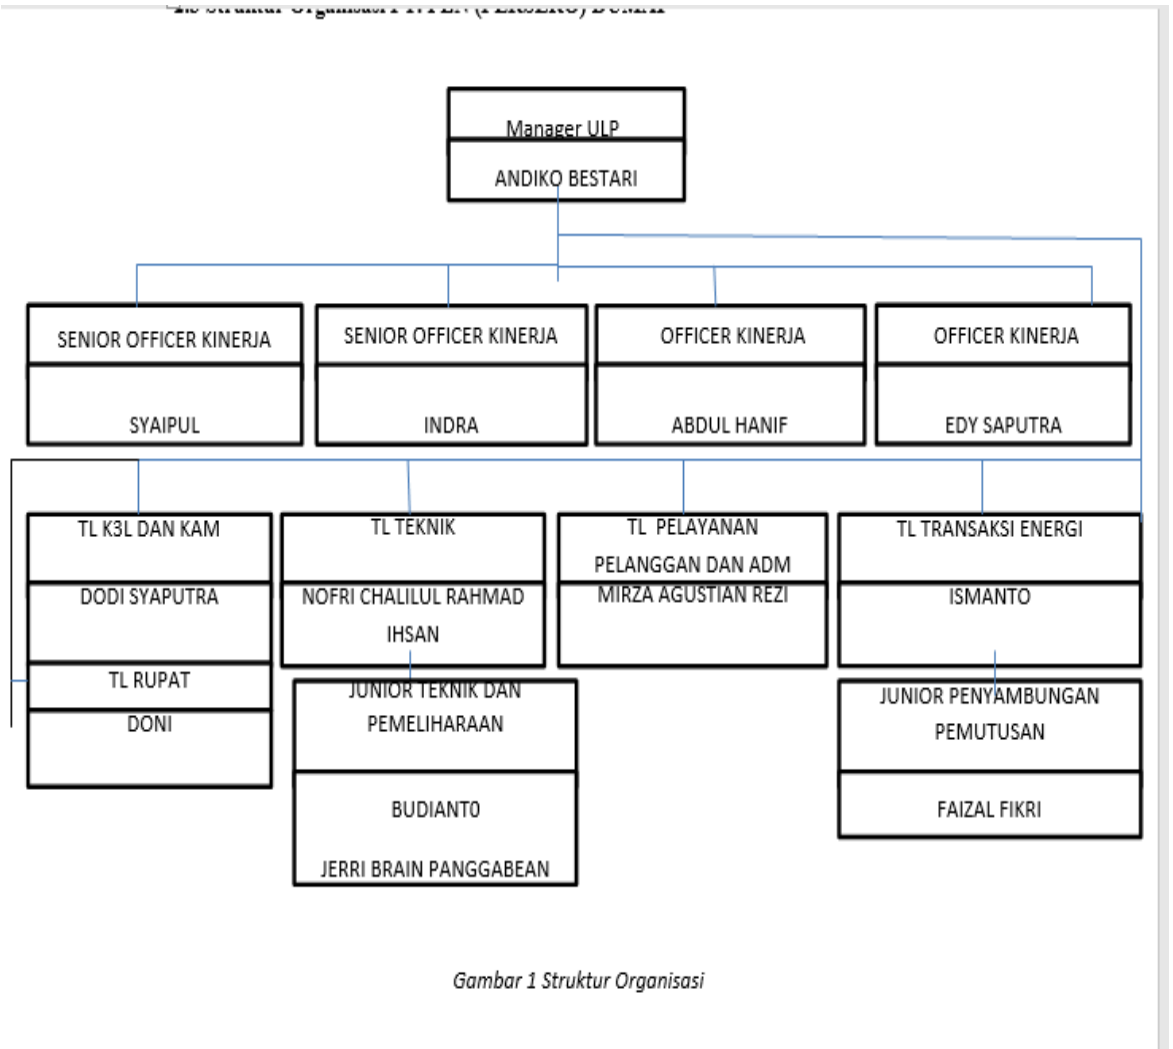 Manager ULP
ANDIKO BESTARI
SENIOR OFFICER KINERJA
SYAIPUL
SENIOR OFFICER KINERJA
INDRA
OFFICER KINERJA
ABDUL HANIF
OFFICER KINERJA
EDY SAPUTRA
TL K3L DAN KAM
DODI SYAPUTRA
TL RUPAT
DONI
TL TEKNIK
NOFRI CHALILUL RAHMAD
IHSAN
JUNIOR TEKNIK DAN
PEMELIHARAAN
BUDIANT0
JERRI BRAIN PANGGABEAN
TL PELAYANAN
PELANGGAN DAN ADM
MIRZA AGUSTIAN REZI
TL TRANSAKSI ENERGI
ISMANTO
JUNIOR PENYAMBUNGAN
PEMUTUSAN
FAIZAL FIKRI
Gambar 1 Struktur Organisasi